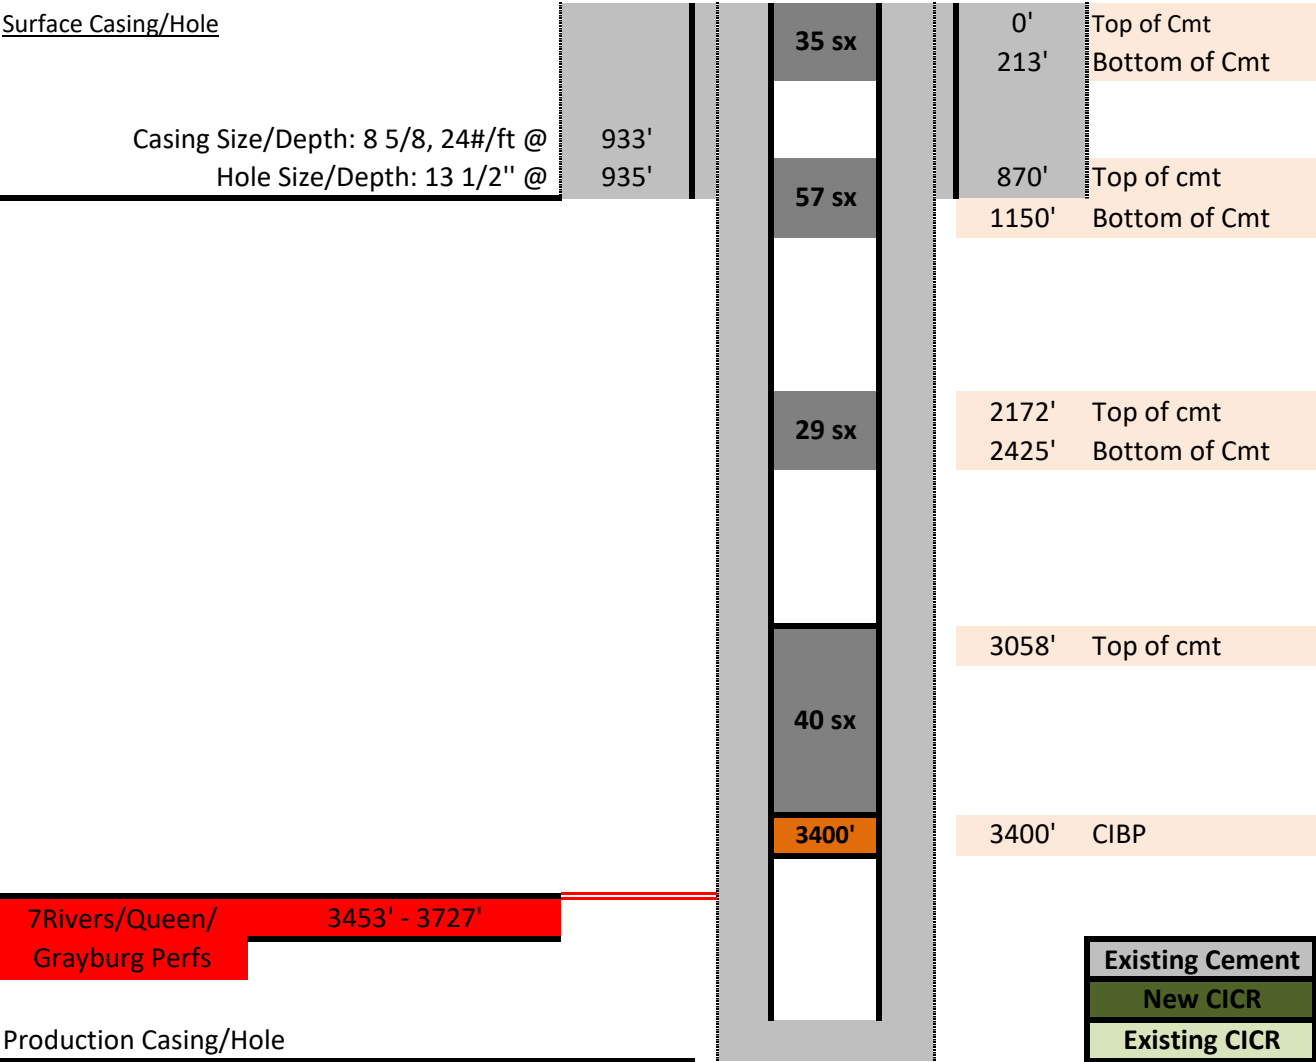 Surface Casing/Hole
35 sx
0' Top of Cmt
213' Bottom of Cmt
Casing Size/Depth: 8 5/8, 24#/ft @ 933'
Hole Size/Depth: 13 1/2'' @ 935'
57 sx
870' Top of cmt
1150' Bottom of Cmt
29 sx
2172' Top of cmt
2425' Bottom of Cmt
3058' Top of cmt
40 sx
3400'
3400' CIBP
7Rivers/Queen/ 3453' - 3727'
Grayburg Perfs
Existing Cement
New CICR
Production Casing/Hole
Existing CICR